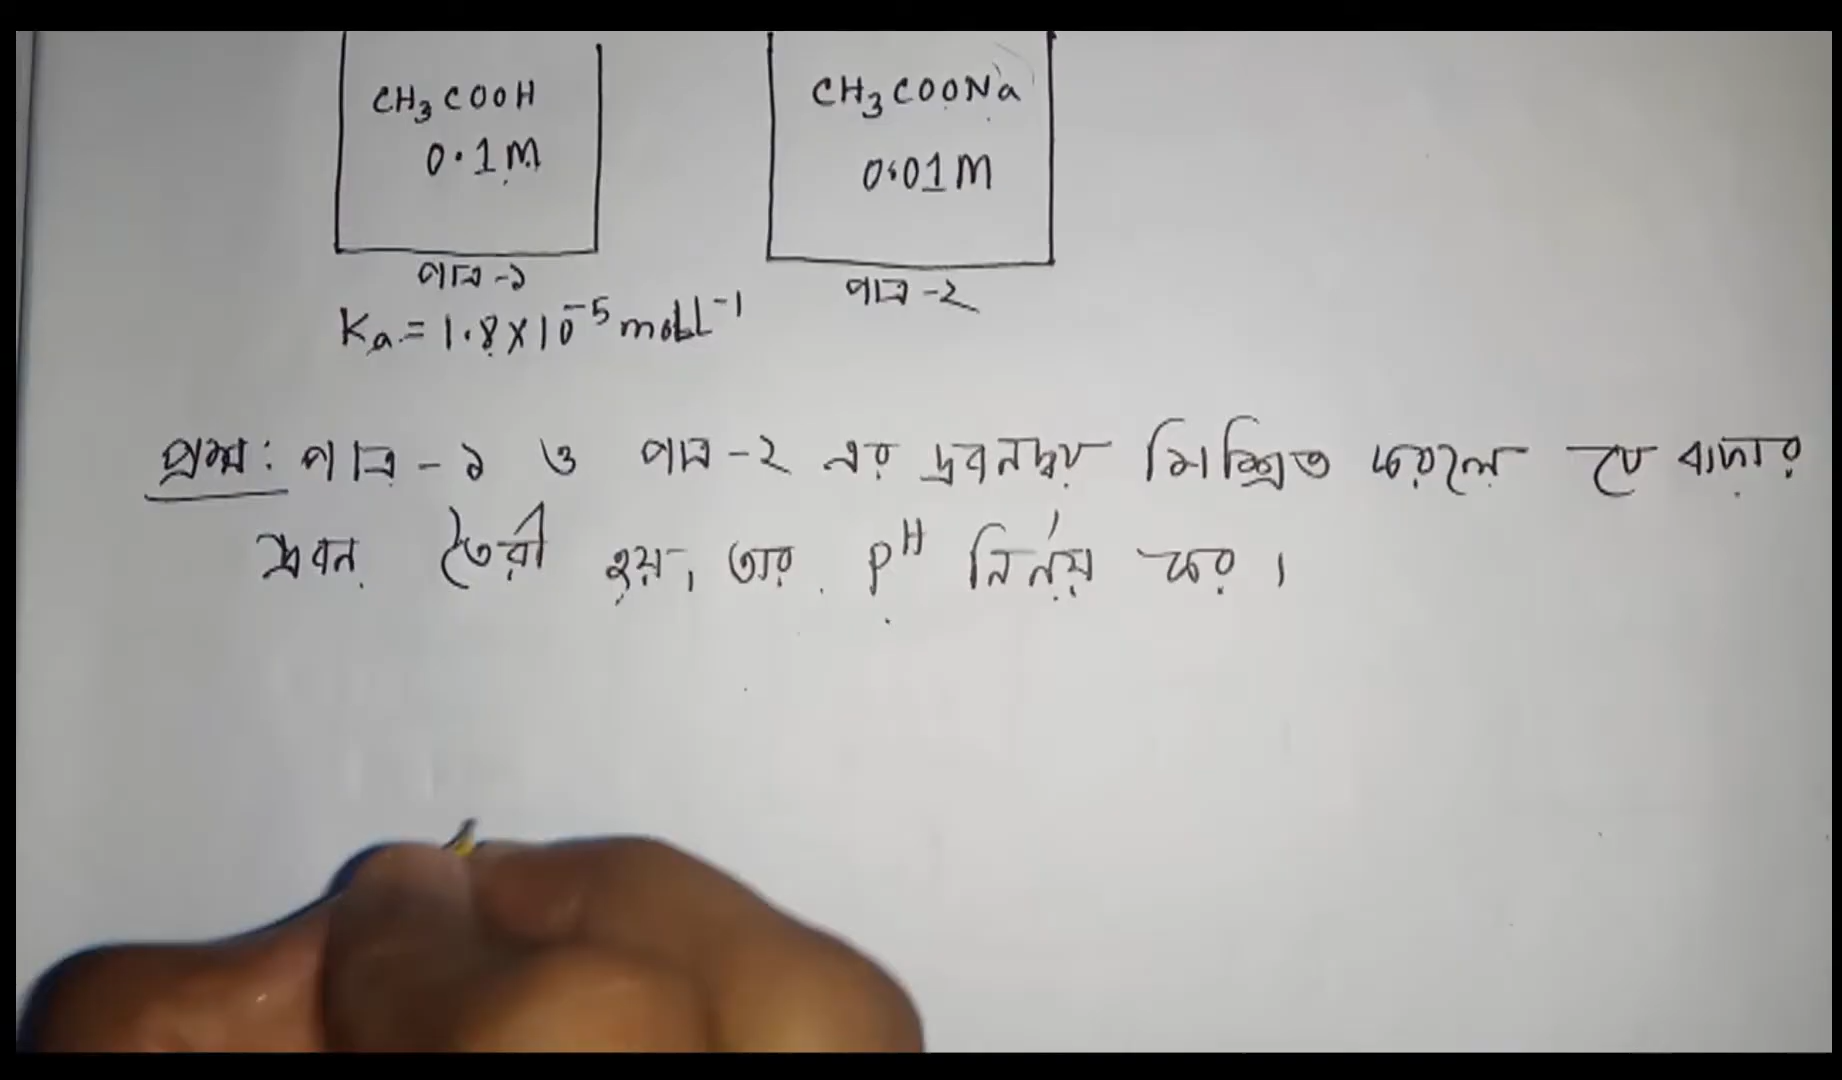 CH₃COOH
0.1M
CH₃COONa
0.01M
পাত্র-১
পাত্র-২
Ka = 1.8×10⁻⁵ molL⁻¹
প্রশ্ন: পাত্র-১ ও পাত্র-২ এর দ্রবনদ্বয় মিশ্রিত করলে যে বাফার
দ্রবন তৈরী হয়, তার pᴴ নির্নয় কর।